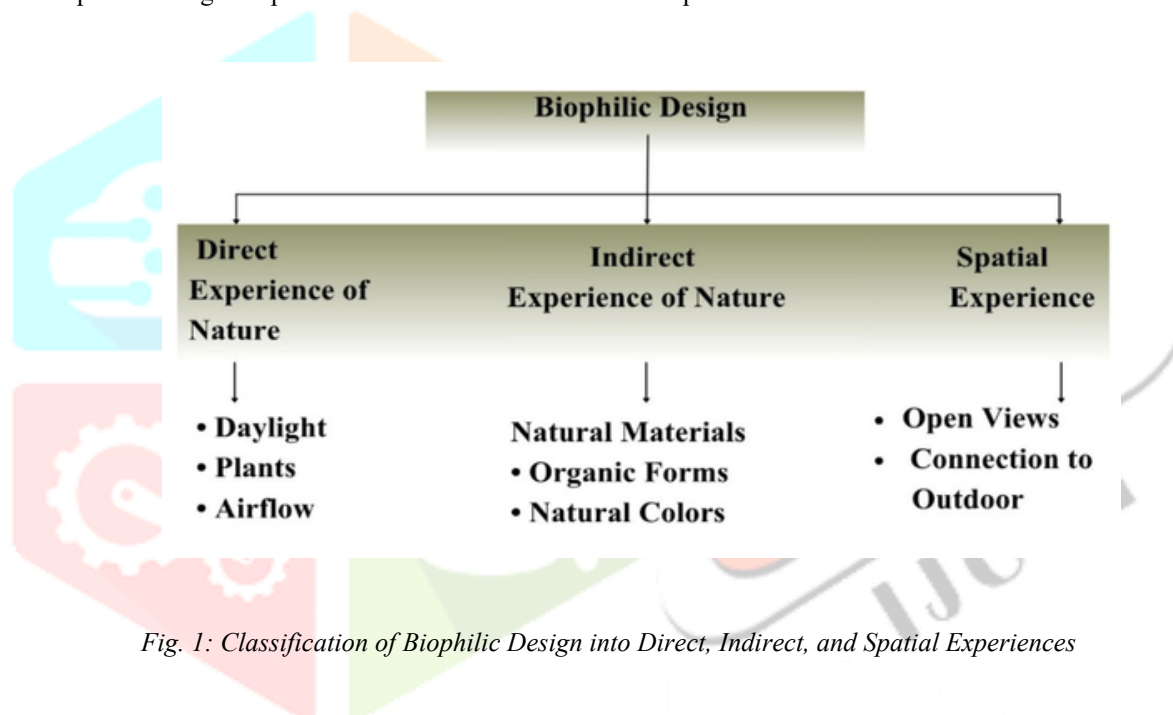 Biophilic Design
Direct
Experience of
Nature
Indirect
Experience of Nature
Spatial
Experience
• Daylight
• Plants
• Airflow
Natural Materials
• Organic Forms
• Natural Colors
• Open Views
• Connection to
Outdoor
Fig. 1: Classification of Biophilic Design into Direct, Indirect, and Spatial Experiences